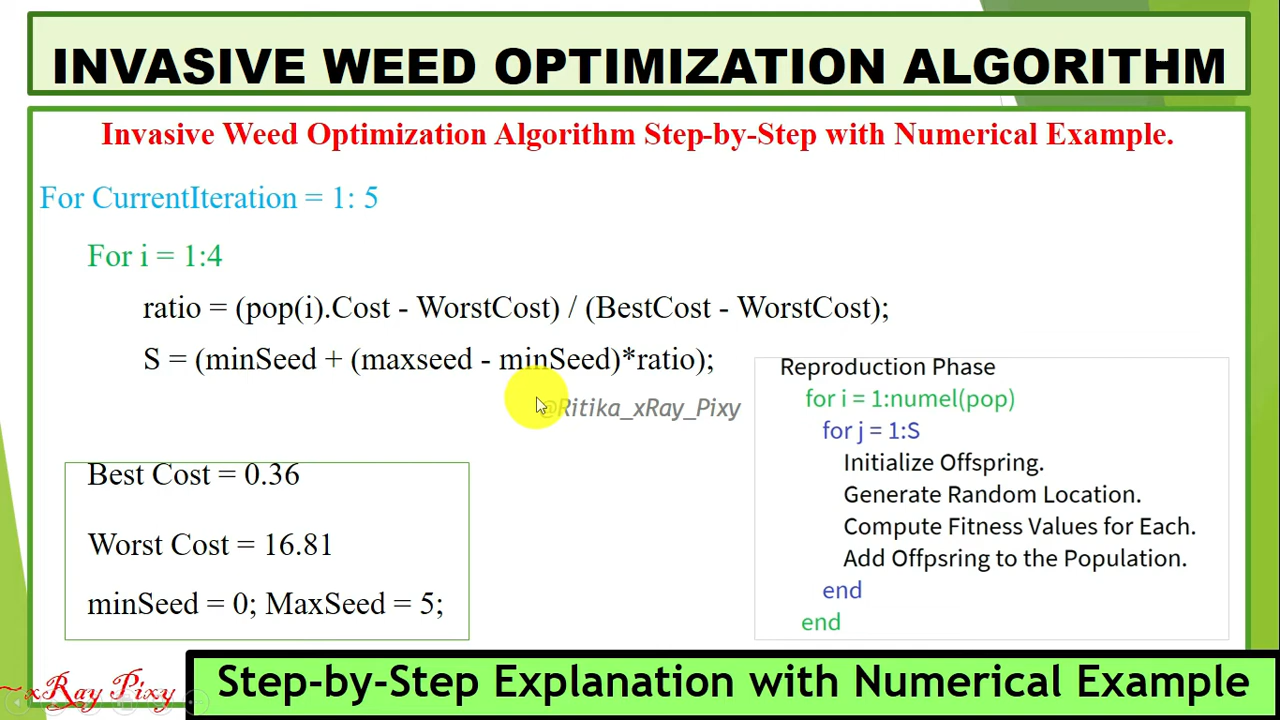 INVASIVE WEED OPTIMIZATION ALGORITHM
Invasive Weed Optimization Algorithm Step-by-Step with Numerical Example.
For CurrentIteration = 1: 5
For i = 1:4
ratio = (pop(i).Cost - WorstCost) / (BestCost - WorstCost);
S = (minSeed + (maxseed - minSeed)*ratio);
@Ritika_xRay_Pixy
Best Cost = 0.36
Worst Cost = 16.81
minSeed = 0; MaxSeed = 5;
Reproduction Phase
for i = 1:numel(pop)
for j = 1:S
Initialize Offspring.
Generate Random Location.
Compute Fitness Values for Each.
Add Offpsring to the Population.
end
end
~xRay Pixy
Step-by-Step Explanation with Numerical Example